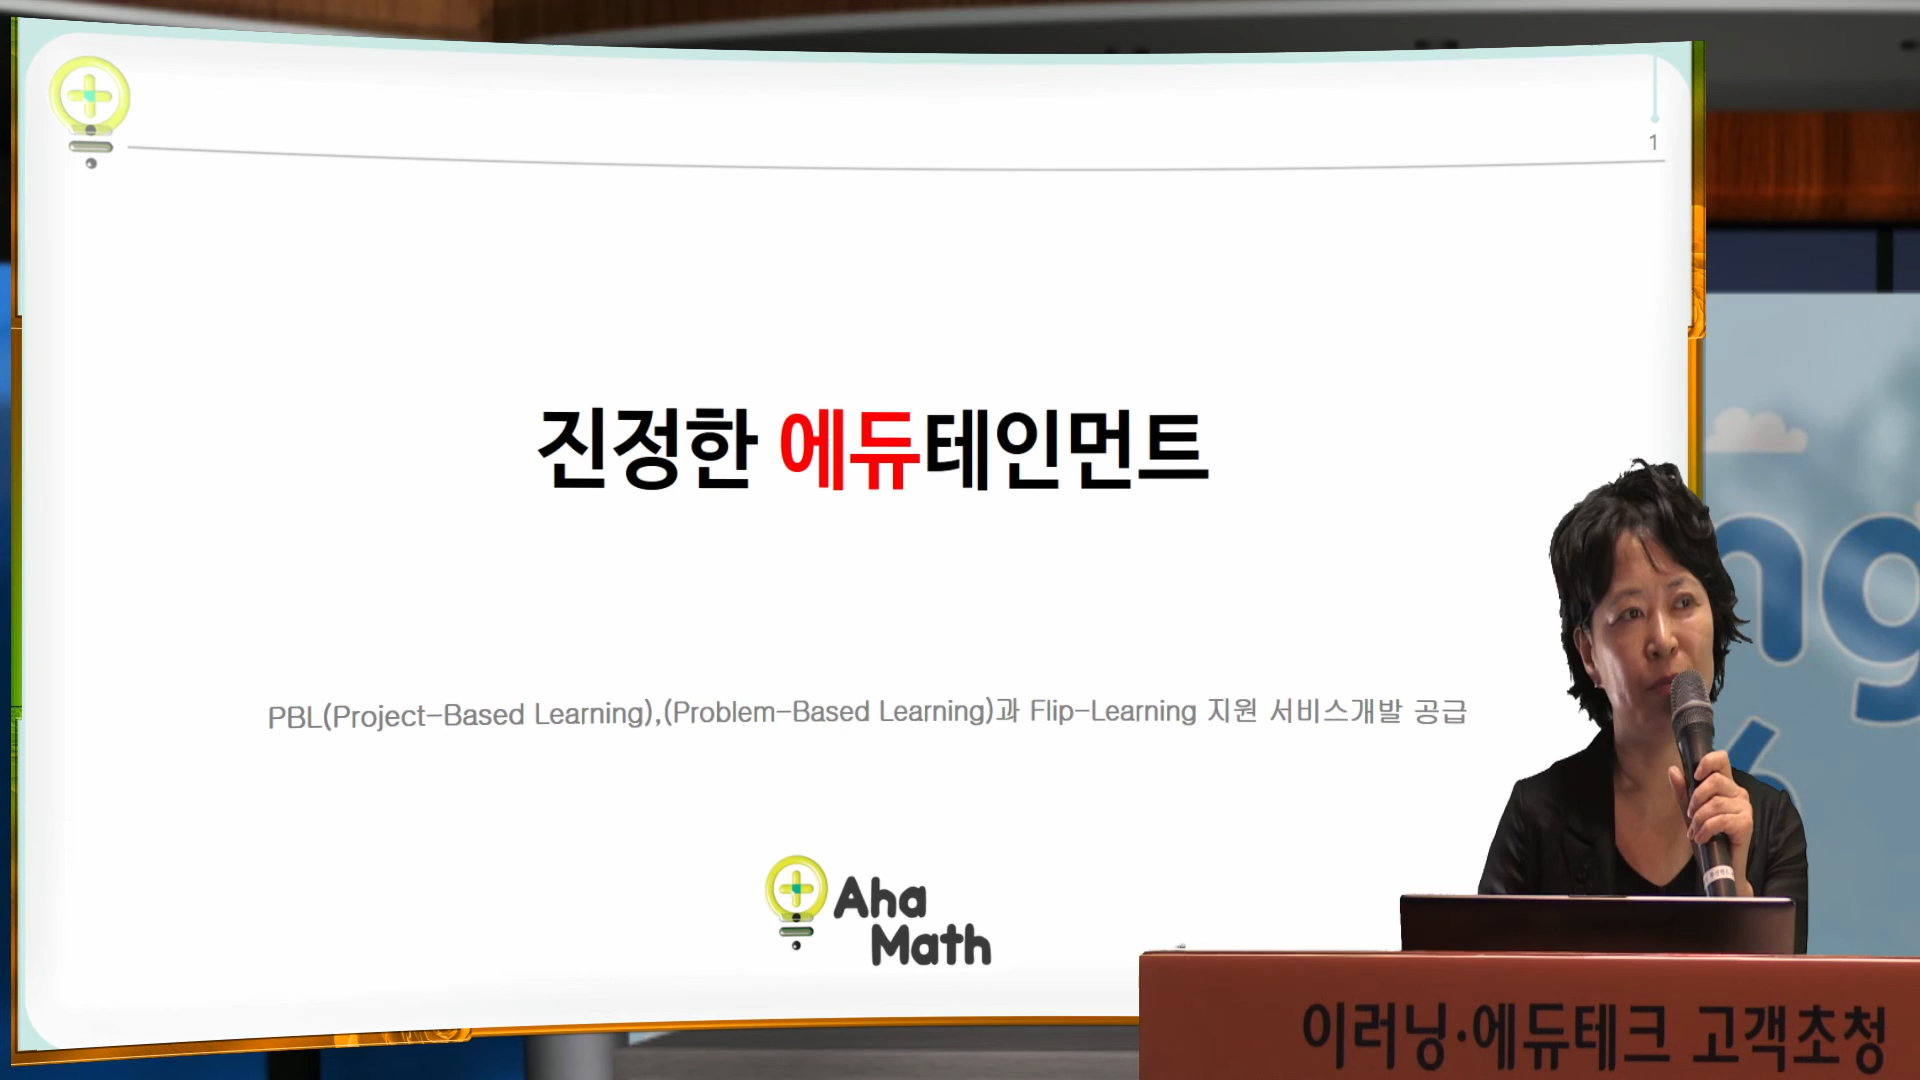 1
진정한 에듀테인먼트
PBL(Project-Based Learning),(Problem-Based Learning)과 Flip-Learning 지원 서비스개발 공급
Aha
Math
이러닝·에듀테크 고객초청